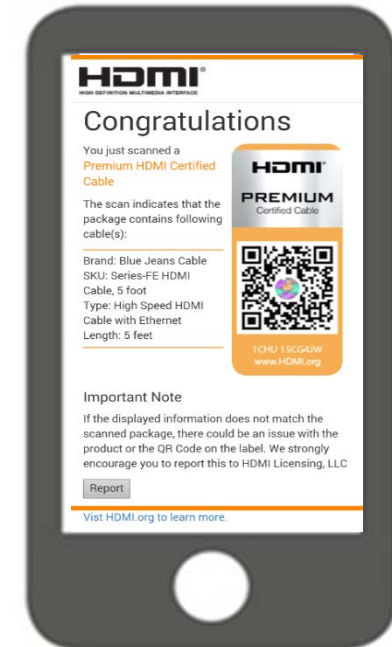 HDMI®
HIGH DEFINITION MULTIMEDIA INTERFACE
Congratulations
You just scanned a
Premium HDMI Certified
Cable
The scan indicates that the
package contains following
cable(s):
Brand: Blue Jeans Cable
SKU: Series-FE HDMI
Cable, 5 foot
Type: High Speed HDMI
Cable with Ethernet
Length: 5 feet
HDMI®
PREMIUM
Certified Cable
1CHU 1SCG4JW
www.HDMI.org
Important Note
If the displayed information does not match the
scanned package, there could be an issue with the
product or the QR Code on the label. We strongly
encourage you to report this to HDMI Licensing, LLC
Report
Vist HDMI.org to learn more.